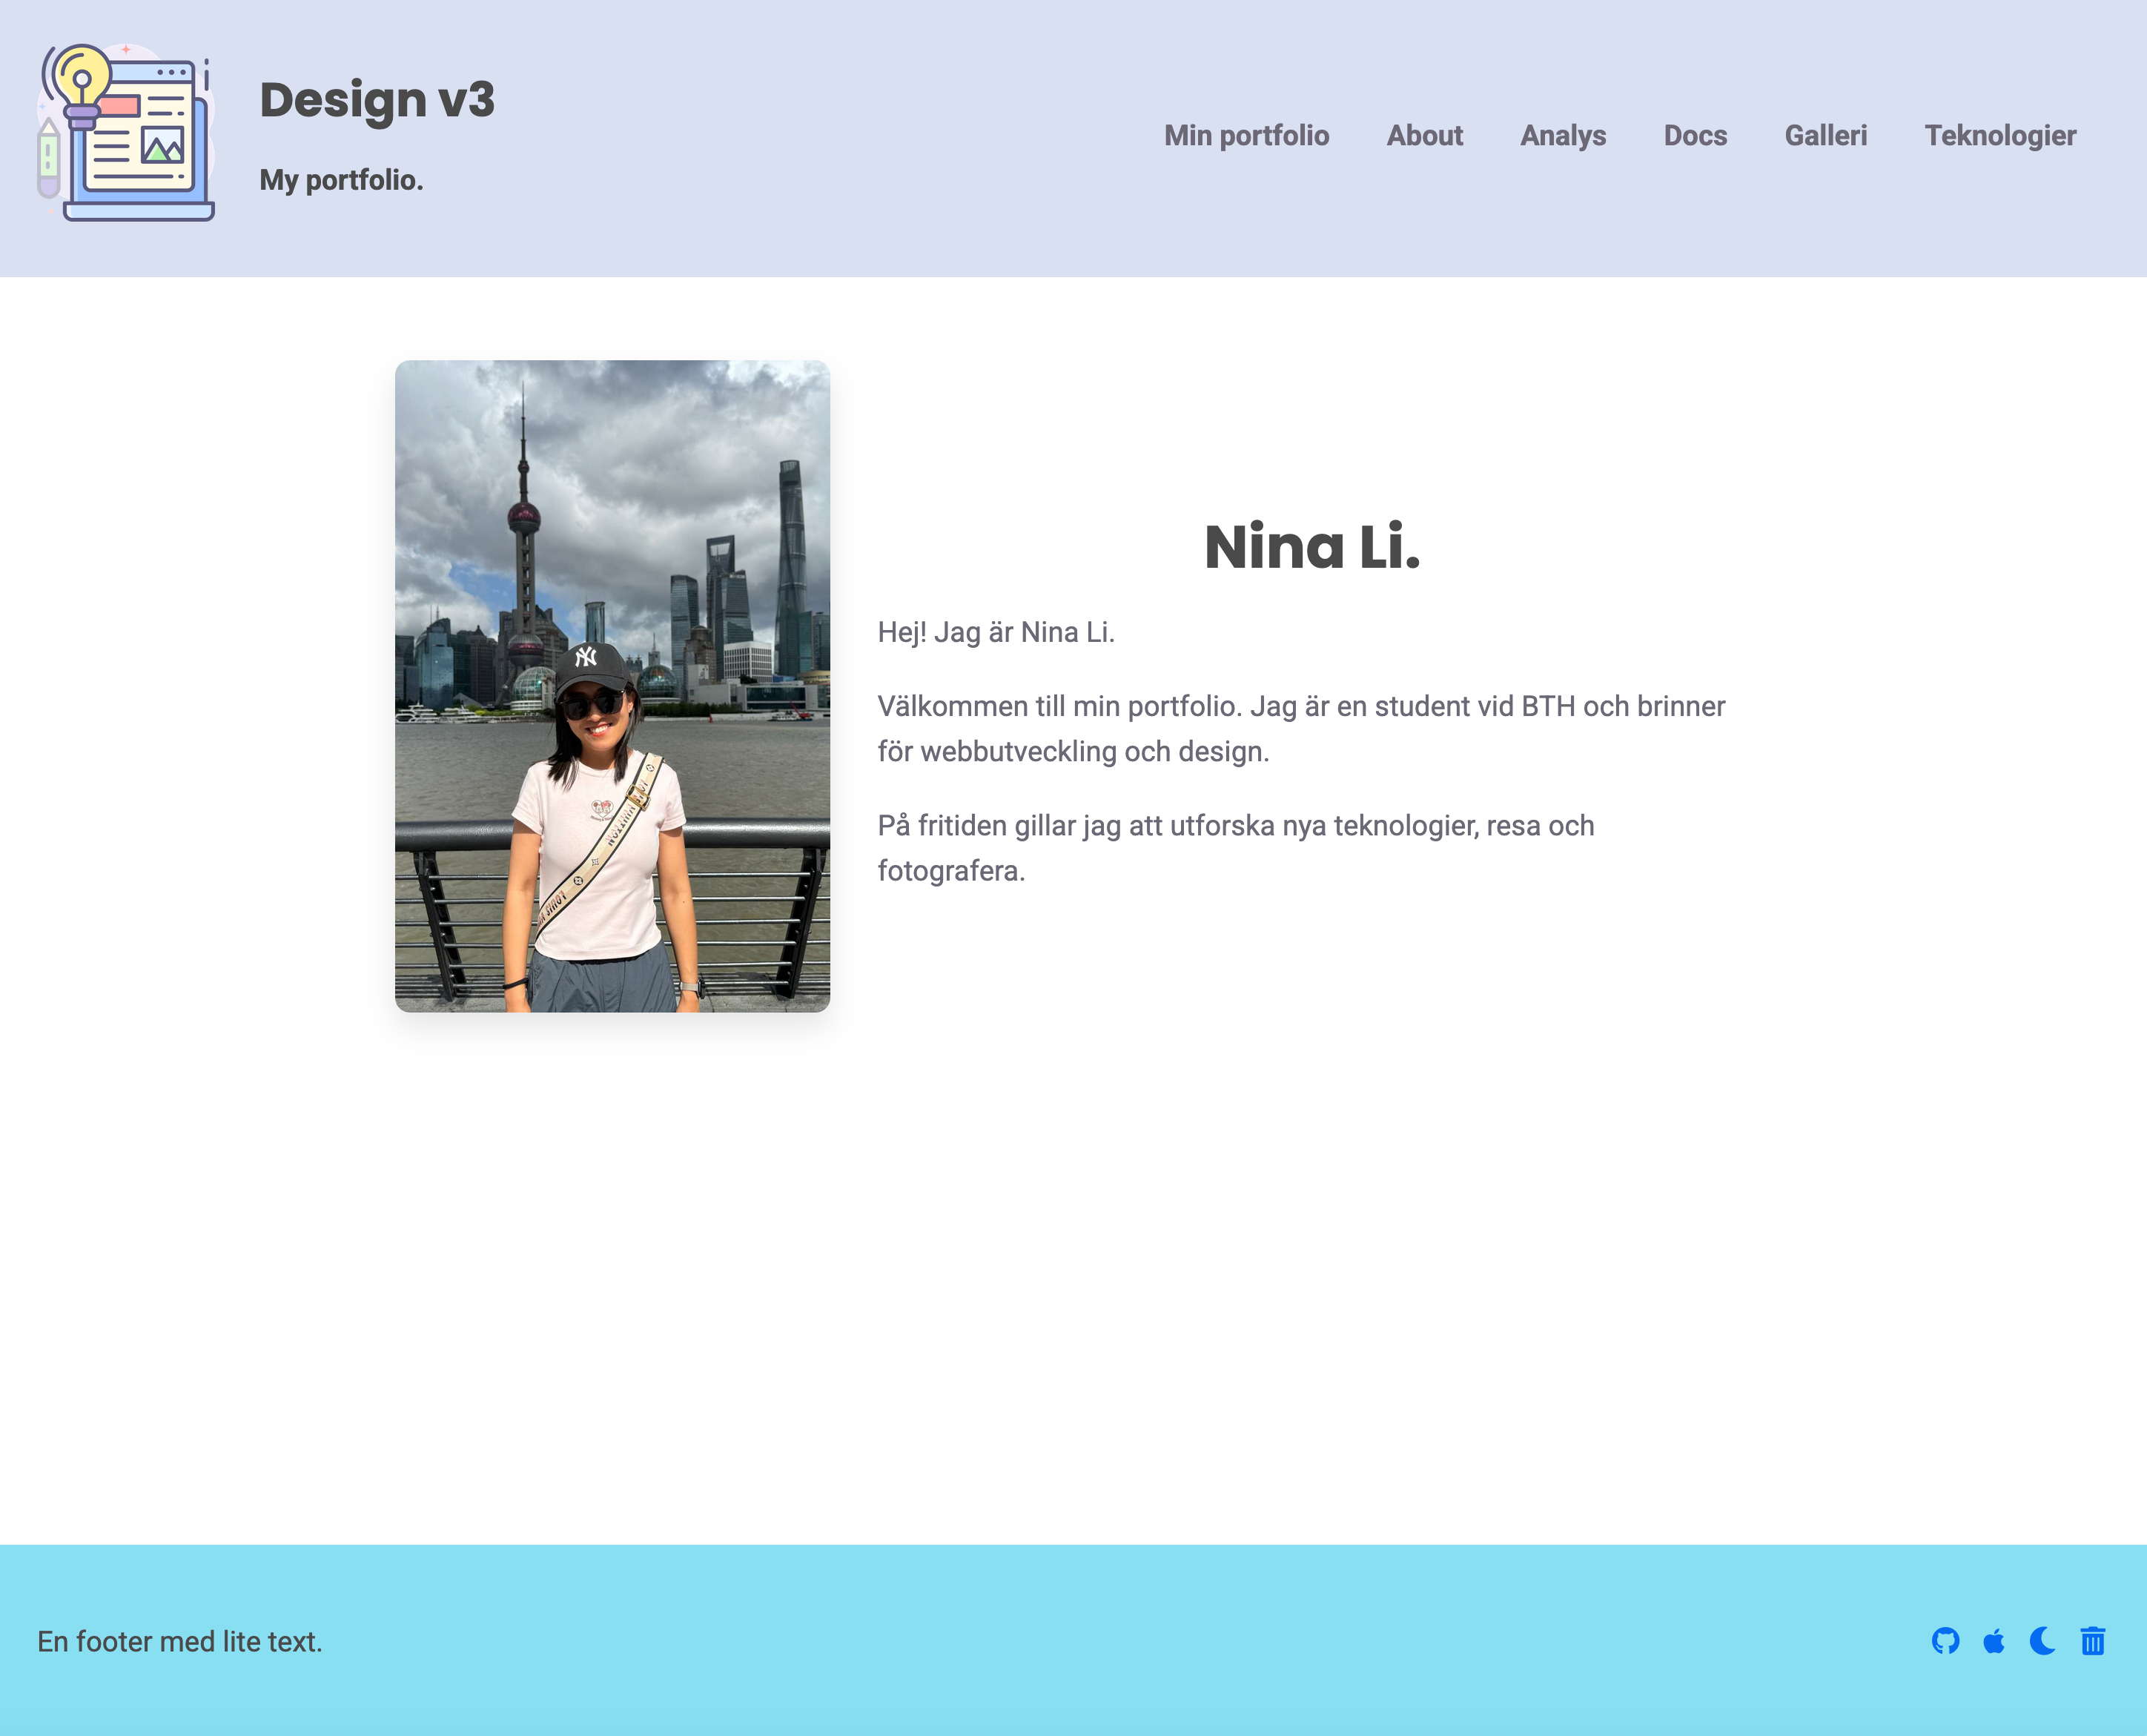 Design v3
My portfolio.
Min portfolio About Analys Docs Galleri Teknologier
NY
Nina Li.
Hej! Jag är Nina Li.
Välkommen till min portfolio. Jag är en student vid BTH och brinner
för webbutveckling och design.
På fritiden gillar jag att utforska nya teknologier, resa och
fotografera.
En footer med lite text.